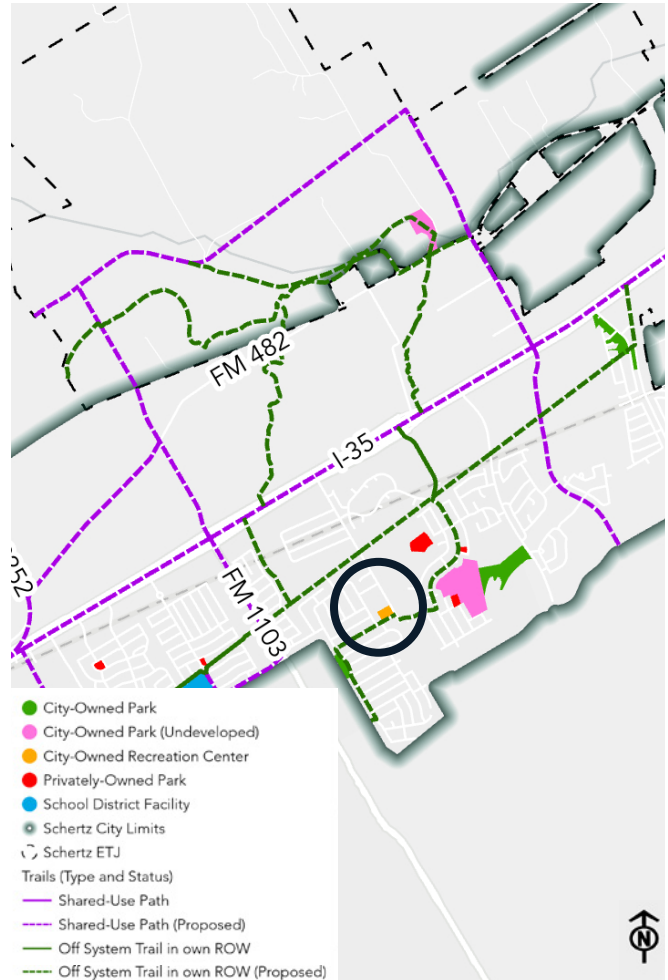 FM 482
I-35
252
FM 1103
City-Owned Park
City-Owned Park (Undeveloped)
City-Owned Recreation Center
Privately-Owned Park
School District Facility
Schertz City Limits
Schertz ETJ
Trails (Type and Status)
Shared-Use Path
Shared-Use Path (Proposed)
Off System Trail in own ROW
Off System Trail in own ROW (Proposed)
N